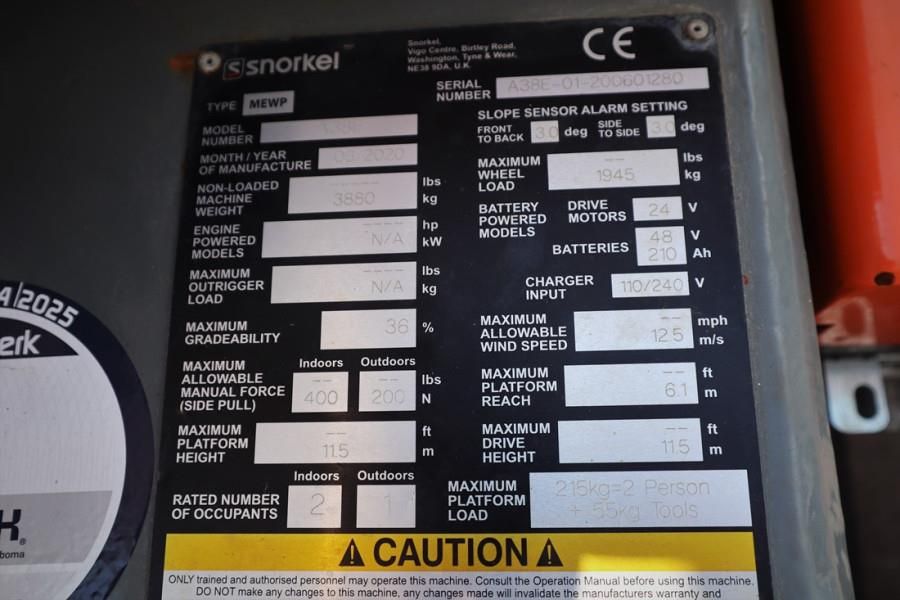 snorkel
Snorkel,
Vigo Centre, Birtley Road,
Washington, Tyne & Wear,
NE38 9DA, U.K.
CE
TYPE MEWP
SERIAL NUMBER A38E-01-200601280
MODEL NUMBER A38E
MONTH / YEAR OF MANUFACTURE 03 2020
NON-LOADED MACHINE WEIGHT ---- lbs
3880 kg
ENGINE POWERED MODELS ---- hp
N/A kW
MAXIMUM OUTRIGGER LOAD ---- lbs
N/A kg
MAXIMUM GRADEABILITY 36 %
Indoors Outdoors
MAXIMUM ALLOWABLE MANUAL FORCE (SIDE PULL) -- -- lbs
400 200 N
MAXIMUM PLATFORM HEIGHT -- ft
11.5 m
Indoors Outdoors
RATED NUMBER OF OCCUPANTS 2 1
SLOPE SENSOR ALARM SETTING
FRONT TO BACK 3.0 deg SIDE TO SIDE 3.0 deg
MAXIMUM WHEEL LOAD -- lbs
1945 kg
BATTERY POWERED MODELS DRIVE MOTORS 24 V
BATTERIES 48 V
210 Ah
CHARGER INPUT 110/240 V
MAXIMUM ALLOWABLE WIND SPEED -- mph
12.5 m/s
MAXIMUM PLATFORM REACH -- ft
6.1 m
MAXIMUM DRIVE HEIGHT -- ft
11.5 m
MAXIMUM PLATFORM LOAD 215kg=2 Person
+ 55kg Tools
CAUTION
ONLY trained and authorised personnel may operate this machine. Consult the Operation Manual before using this machine.
DO NOT make any changes to this machine, any changes made will invalidate the manufacturers warranty and
/2025
erk
boma